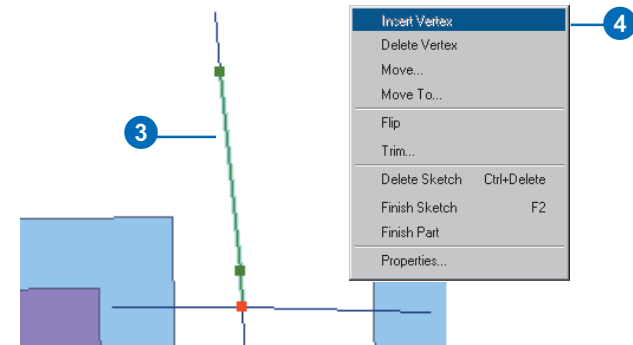 3
Insert Vertex
4
Delete Vertex
Move...
Move To...
Flip
Trim...
Delete Sketch Ctrl+Delete
Finish Sketch F2
Finish Part
Properties...